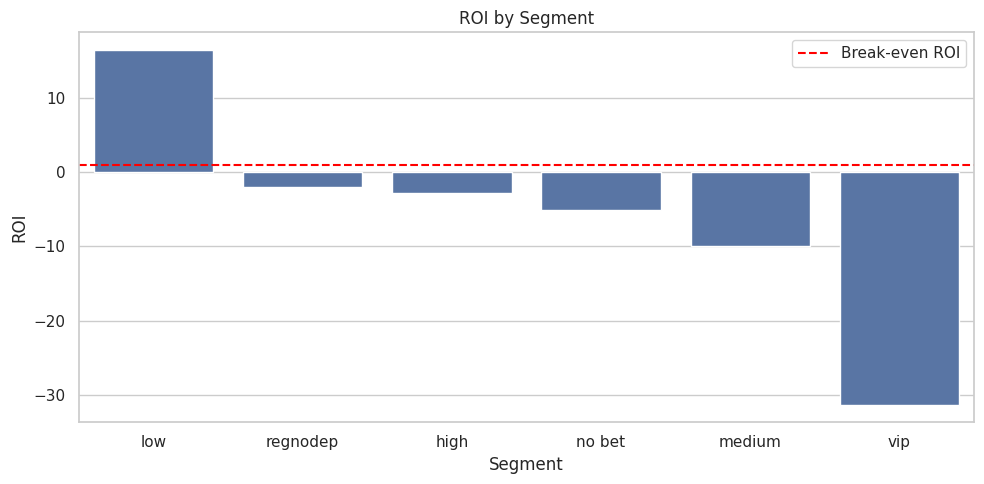 ROI by Segment
Break-even ROI
10
0
−10
−20
−30
ROI
low
regnodep
high
no bet
medium
vip
Segment